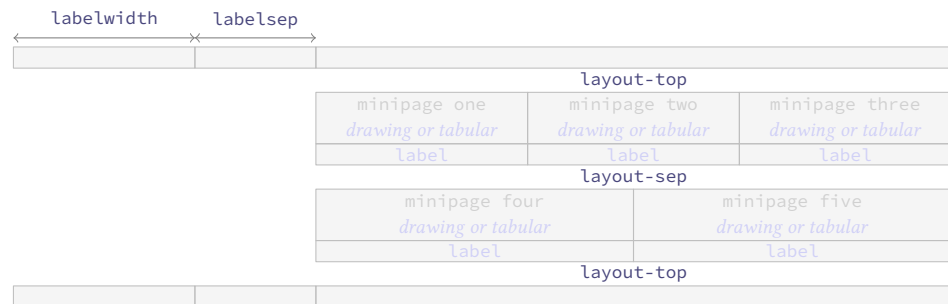 labelwidth labelsep
layout-top
minipage one minipage two minipage three
drawing or tabular drawing or tabular drawing or tabular
label label label
layout-sep
minipage four minipage five
drawing or tabular drawing or tabular
label label
layout-top